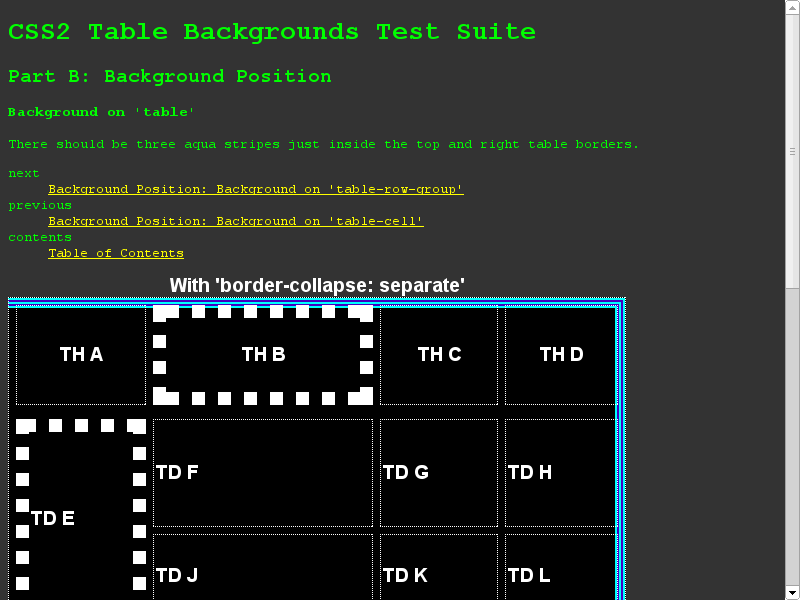 CSS2 Table Backgrounds Test Suite
Part B: Background Position
Background on 'table'
There should be three aqua stripes just inside the top and right table borders.
next
Background Position: Background on 'table-row-group'
previous
Background Position: Background on 'table-cell'
contents
Table of Contents
With 'border-collapse: separate'
TH A TH B TH C TH D
TD F TD G TD H
TD E
TD J TD K TD L